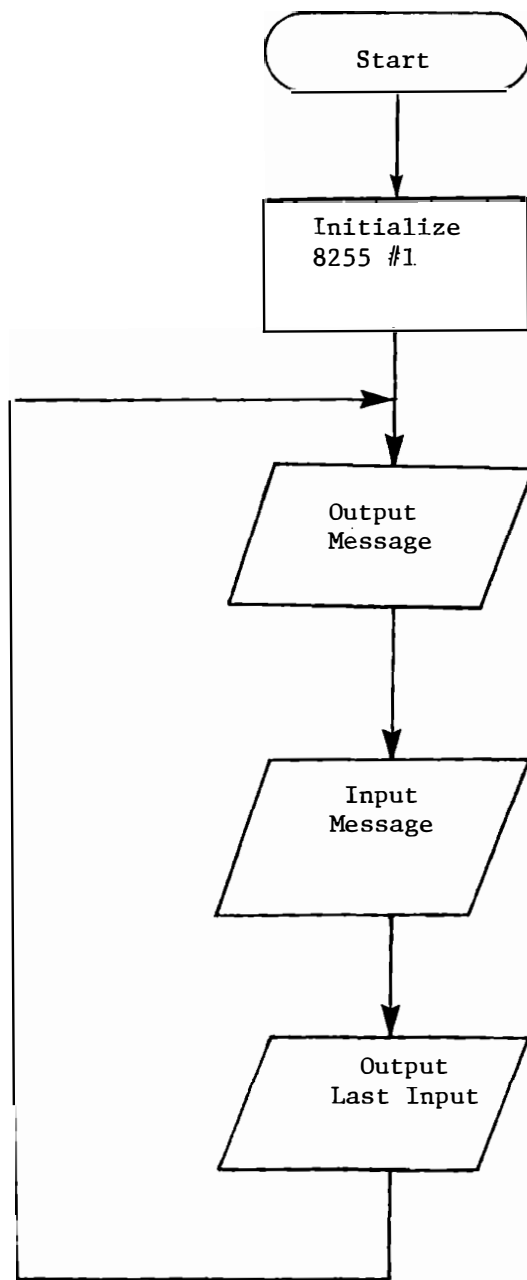 Start
Initialize
8255 #1
Output
Message
Input
Message
Output
Last Input